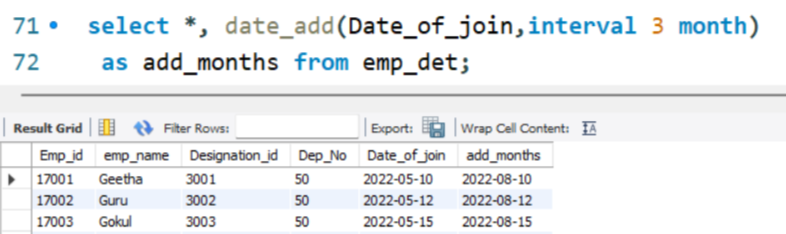 71 select *, date_add(Date_of_join,interval 3 month)
72 as add_months from emp_det;
Result Grid Filter Rows: Export: Wrap Cell Content: IA
Emp_id emp_name Designation_id Dep_No Date_of_join add_months
17001 Geetha 3001 50 2022-05-10 2022-08-10
17002 Guru 3002 50 2022-05-12 2022-08-12
17003 Gokul 3003 50 2022-05-15 2022-08-15